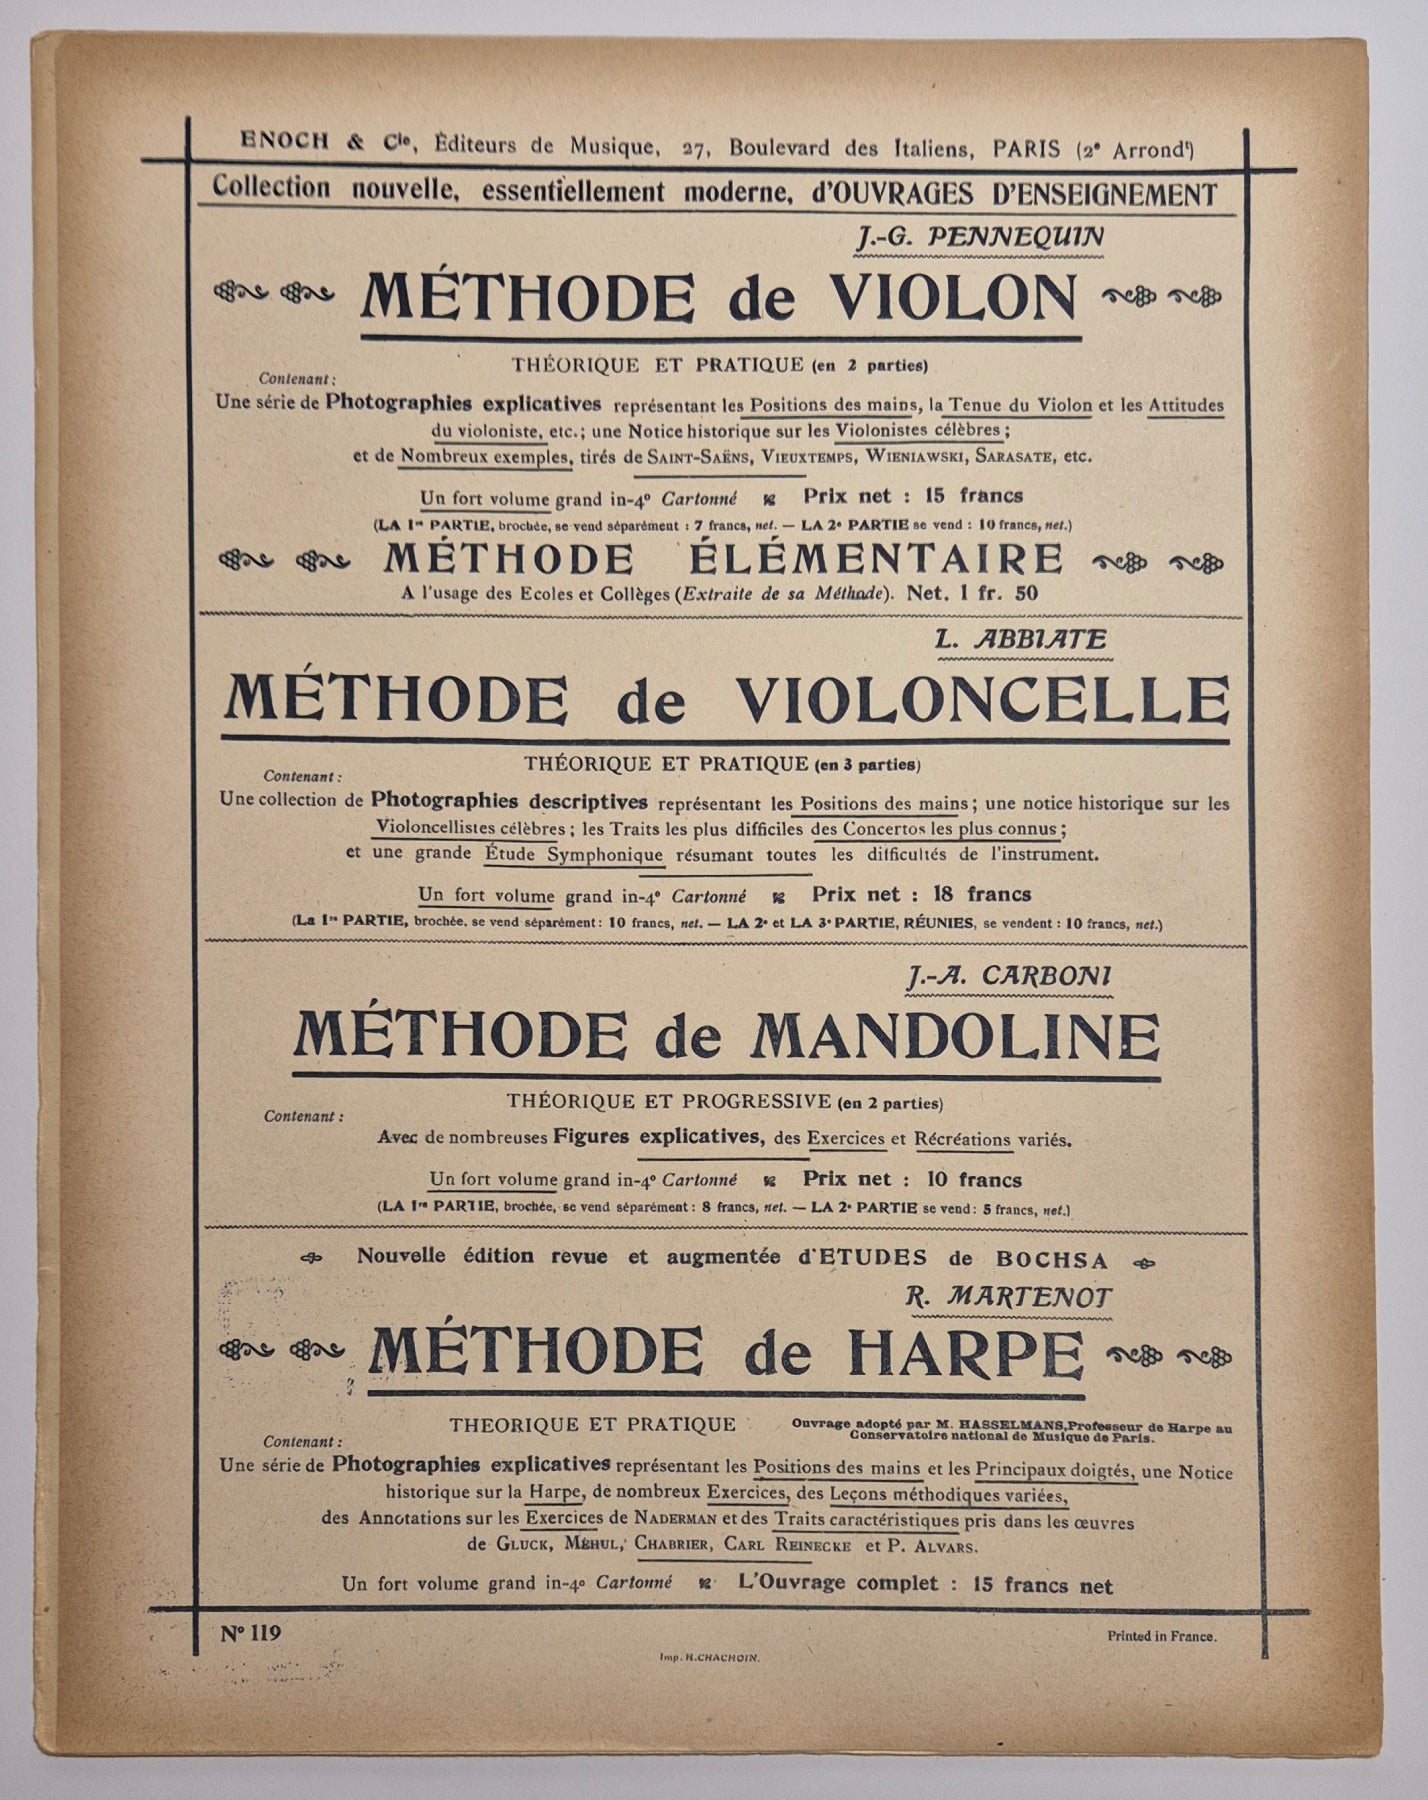 ENOCH & Cie, Éditeurs de Musique, 27, Boulevard des Italiens, PARIS (2e Arrondt)
Collection nouvelle, essentiellement moderne, d'OUVRAGES D'ENSEIGNEMENT
J.-G. PENNEQUIN
MÉTHODE de VIOLON
THÉORIQUE ET PRATIQUE (en 2 parties)
Contenant :
Une série de Photographies explicatives représentant les Positions des mains, la Tenue du Violon et les Attitudes
du violoniste, etc.; une Notice historique sur les Violonistes célèbres ;
et de Nombreux exemples, tirés de SAINT-SAËNS, VIEUXTEMPS, WIENIAWSKI, SARASATE, etc.
Un fort volume grand in-4º Cartonné Prix net : 15 francs
(LA 1re PARTIE, brochée, se vend séparément : 7 francs, net. — LA 2e PARTIE se vend : 10 francs, net.)
MÉTHODE ÉLÉMENTAIRE
A l'usage des Ecoles et Collèges (Extraite de sa Méthode). Net. 1 fr. 50
L. ABBIATE
MÉTHODE de VIOLONCELLE
THÉORIQUE ET PRATIQUE (en 3 parties)
Contenant :
Une collection de Photographies descriptives représentant les Positions des mains ; une notice historique sur les
Violoncellistes célèbres ; les Traits les plus difficiles des Concertos les plus connus ;
et une grande Étude Symphonique résumant toutes les difficultés de l'instrument.
Un fort volume grand in-4º Cartonné Prix net : 18 francs
(La 1re PARTIE, brochée, se vend séparément : 10 francs, net. — LA 2e et LA 3e PARTIE, RÉUNIES, se vendent : 10 francs, net.)
J.-A. CARBONI
MÉTHODE de MANDOLINE
THÉORIQUE ET PROGRESSIVE (en 2 parties)
Contenant :
Avec de nombreuses Figures explicatives, des Exercices et Récréations variés.
Un fort volume grand in-4º Cartonné Prix net : 10 francs
(LA 1re PARTIE, brochée, se vend séparément : 8 francs, net. — LA 2e PARTIE se vend : 5 francs, net.)
Nouvelle édition revue et augmentée d'ETUDES de BOCHSA
R. MARTENOT
MÉTHODE de HARPE
THEORIQUE ET PRATIQUE
Ouvrage adopté par M. HASSELMANS, Professeur de Harpe au
Conservatoire national de Musique de Paris.
Contenant :
Une série de Photographies explicatives représentant les Positions des mains et les Principaux doigtés, une Notice
historique sur la Harpe, de nombreux Exercices, des Leçons méthodiques variées,
des Annotations sur les Exercices de NADERMAN et des Traits caractéristiques pris dans les œuvres
de GLUCK, MÉHUL, CHABRIER, CARL REINECKE et P. ALVARS.
Un fort volume grand in-4º Cartonné L'Ouvrage complet : 15 francs net
Nº 119
Printed in France.
Imp. H. CHACHOIN.